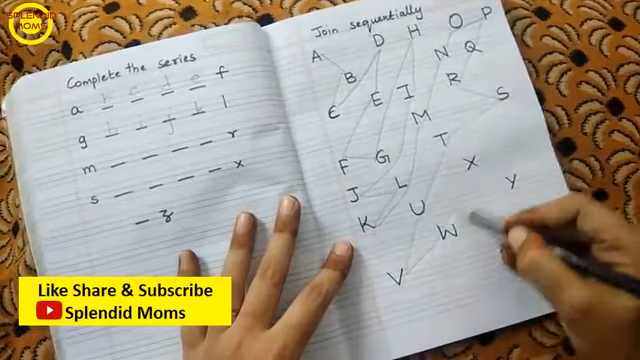 SPLENDID
MOMS
Complete the series
a b c d e f
g h i j k l
m _ _ _ _ r
s _ _ _ _ x
_ z
Join sequentially
A B C D E F G H I J K L M N O P Q R S T U V W X Y
Like Share & Subscribe
Splendid Moms